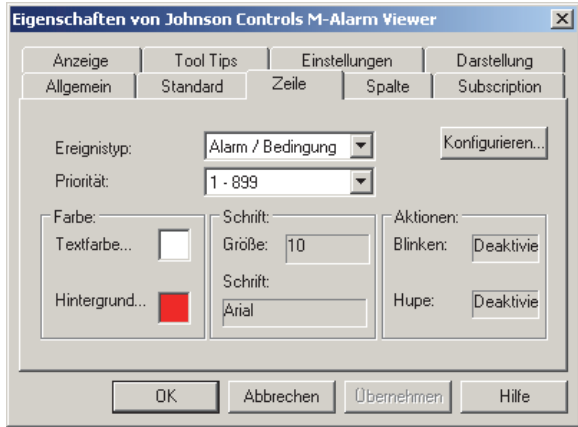 Eigenschaften von Johnson Controls M-Alarm Viewer
Anzeige
Tool Tips
Einstellungen
Darstellung
Allgemein
Standard
Zeile
Spalte
Subscription
Ereignistyp:
Alarm / Bedingung
Konfigurieren...
Priorität:
1 - 899
Farbe:
Textfarbe...
Hintergrund...
Schrift:
Größe:
10
Schrift:
Arial
Aktionen:
Blinken:
Deaktivie
Hupe:
Deaktivie
OK
Abbrechen
Übernehmen
Hilfe